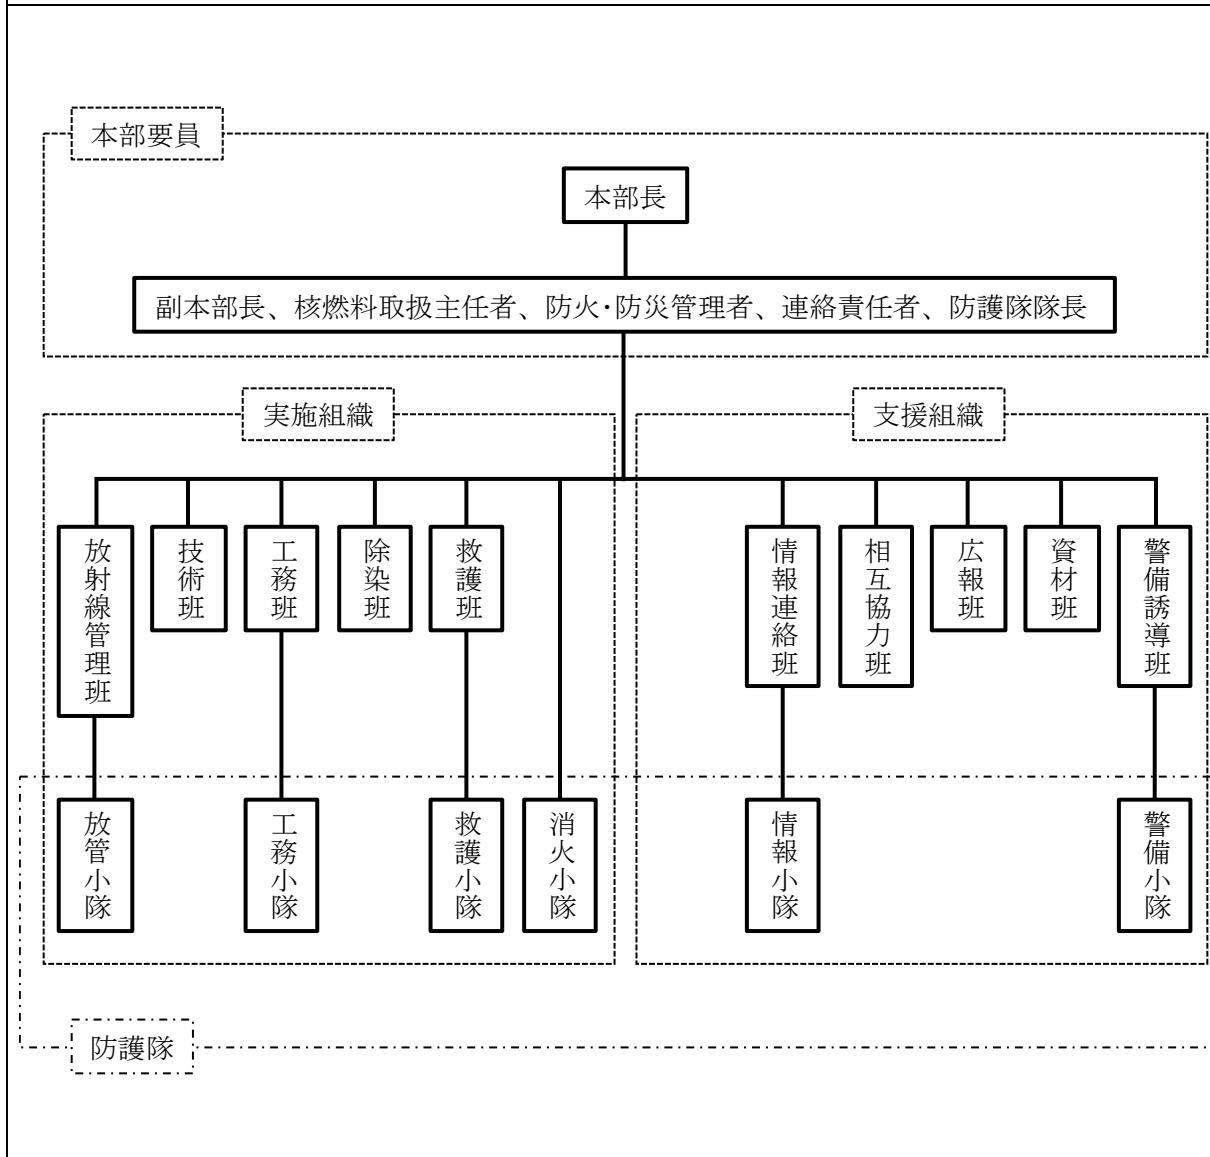 本部要員
本部長
副本部長、核燃料取扱主任者、防火・防災管理者、連絡責任者、防護隊隊長
実施組織
支援組織
放射線管理班
技術班
工務班
除染班
救護班
情報連絡班
相互協力班
広報班
資材班
警備誘導班
放管小隊
工務小隊
救護小隊
消火小隊
情報小隊
警備小隊
防護隊